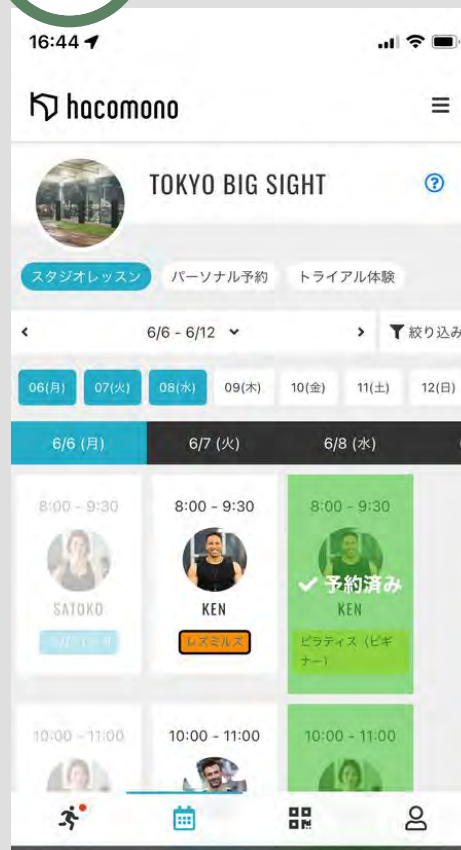 16:44
hacomono
TOKYO BIG SIGHT
スタジオレッスン パーソナル予約 トライアル体験
6/6 - 6/12 絞り込み
06(月) 07(火) 08(水) 09(木) 10(金) 11(土) 12(日)
6/6 (月) 6/7 (火) 6/8 (水)
8:00 - 9:30 8:00 - 9:30 8:00 - 9:30
予約済み
SATOKO KEN KEN
レズミルズ ピラティス（ビギ
ナー）
10:00 - 11:00 10:00 - 11:00 10:00 - 11:00